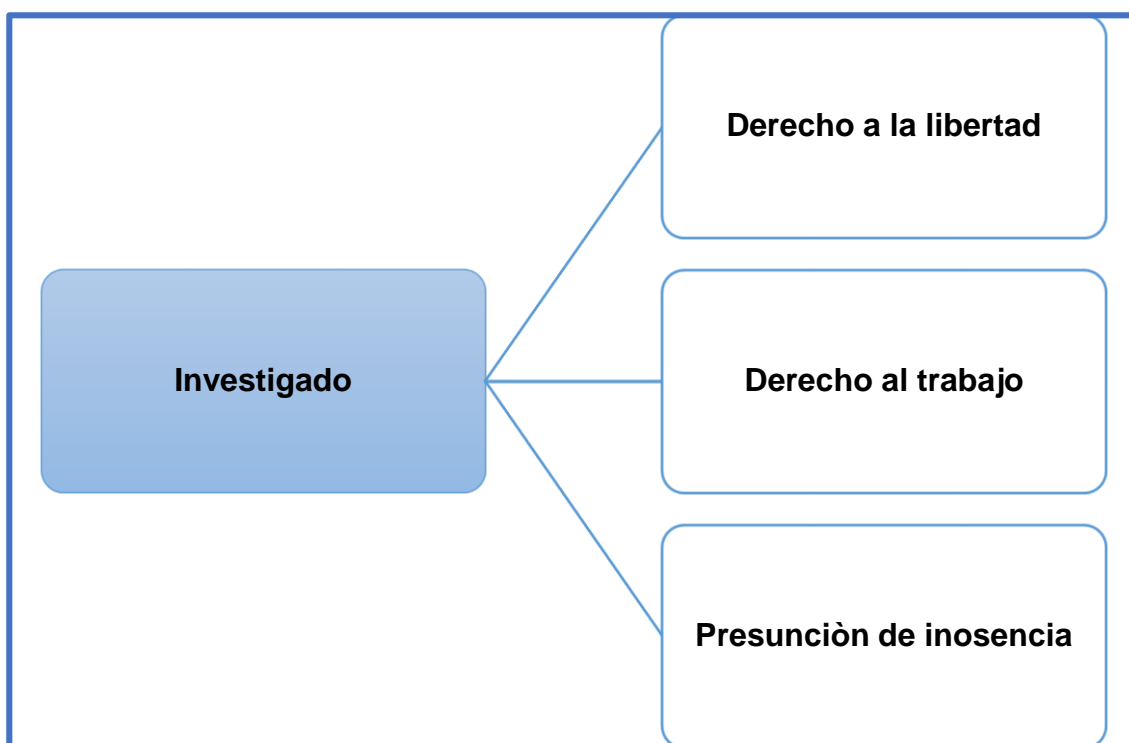 Derecho a la libertad
Investigado
Derecho al trabajo
Presunciòn de inosencia